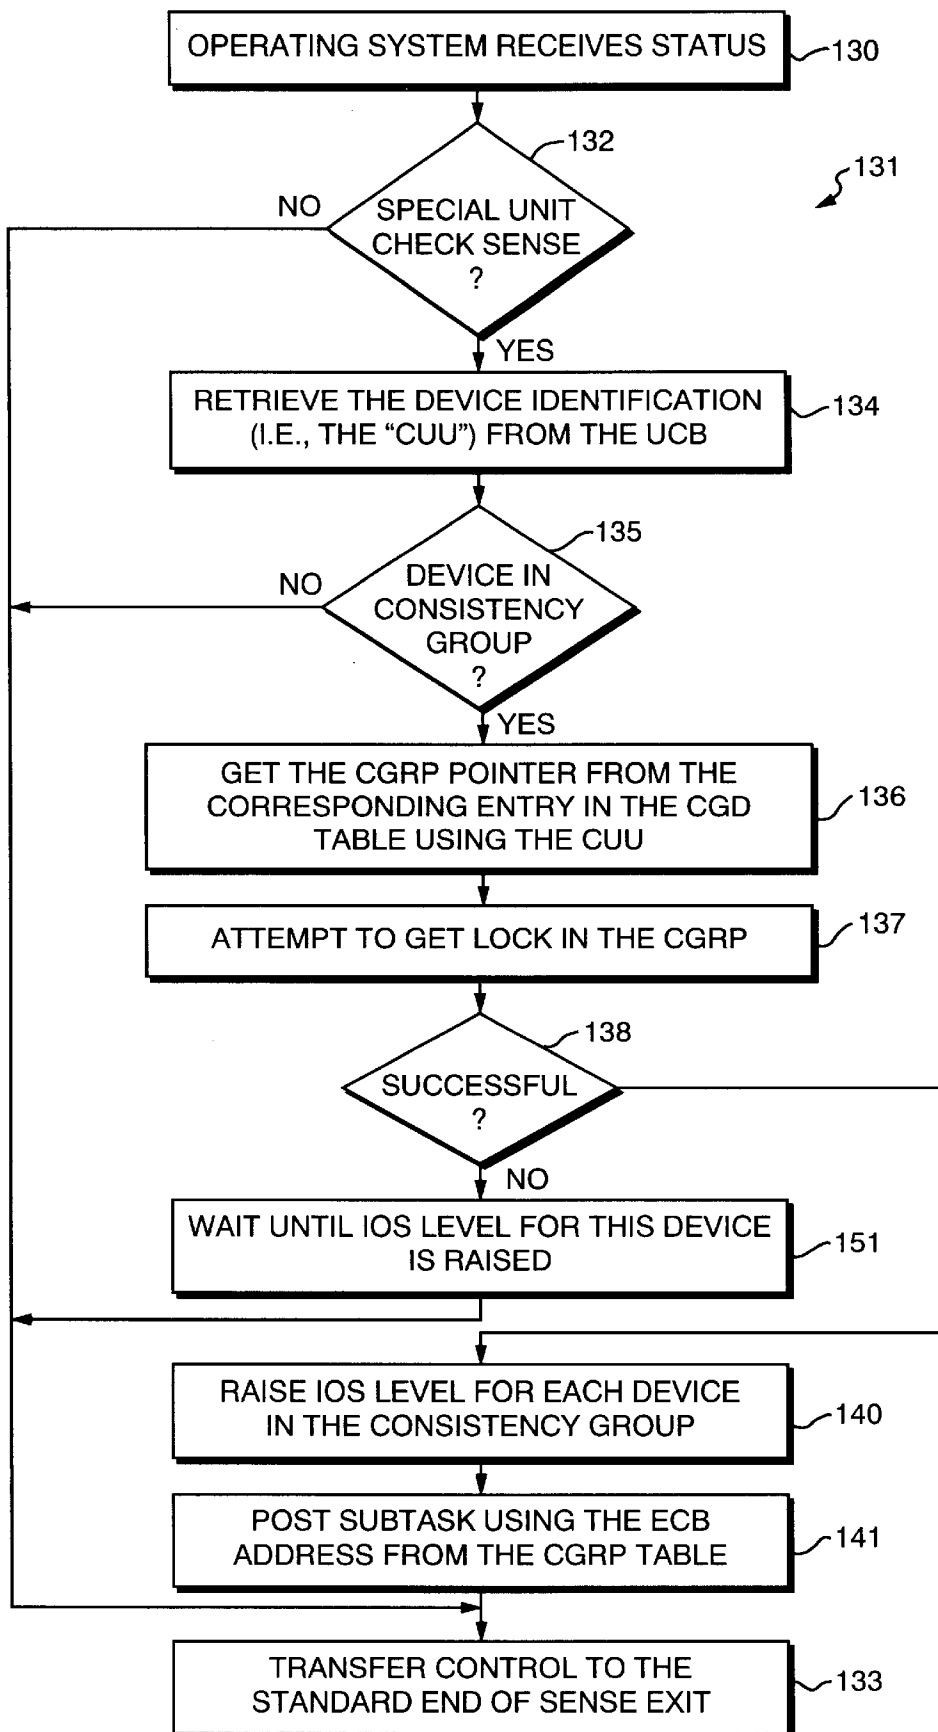 OPERATING SYSTEM RECEIVES STATUS
130
132
131
NO
SPECIAL UNIT
CHECK SENSE
?
YES
RETRIEVE THE DEVICE IDENTIFICATION
(I.E., THE “CUU”) FROM THE UCB
134
135
NO
DEVICE IN
CONSISTENCY
GROUP
?
YES
GET THE CGRP POINTER FROM THE
CORRESPONDING ENTRY IN THE CGD
TABLE USING THE CUU
136
ATTEMPT TO GET LOCK IN THE CGRP
137
138
SUCCESSFUL
?
NO
WAIT UNTIL IOS LEVEL FOR THIS DEVICE
IS RAISED
151
RAISE IOS LEVEL FOR EACH DEVICE
IN THE CONSISTENCY GROUP
140
POST SUBTASK USING THE ECB
ADDRESS FROM THE CGRP TABLE
141
TRANSFER CONTROL TO THE
STANDARD END OF SENSE EXIT
133